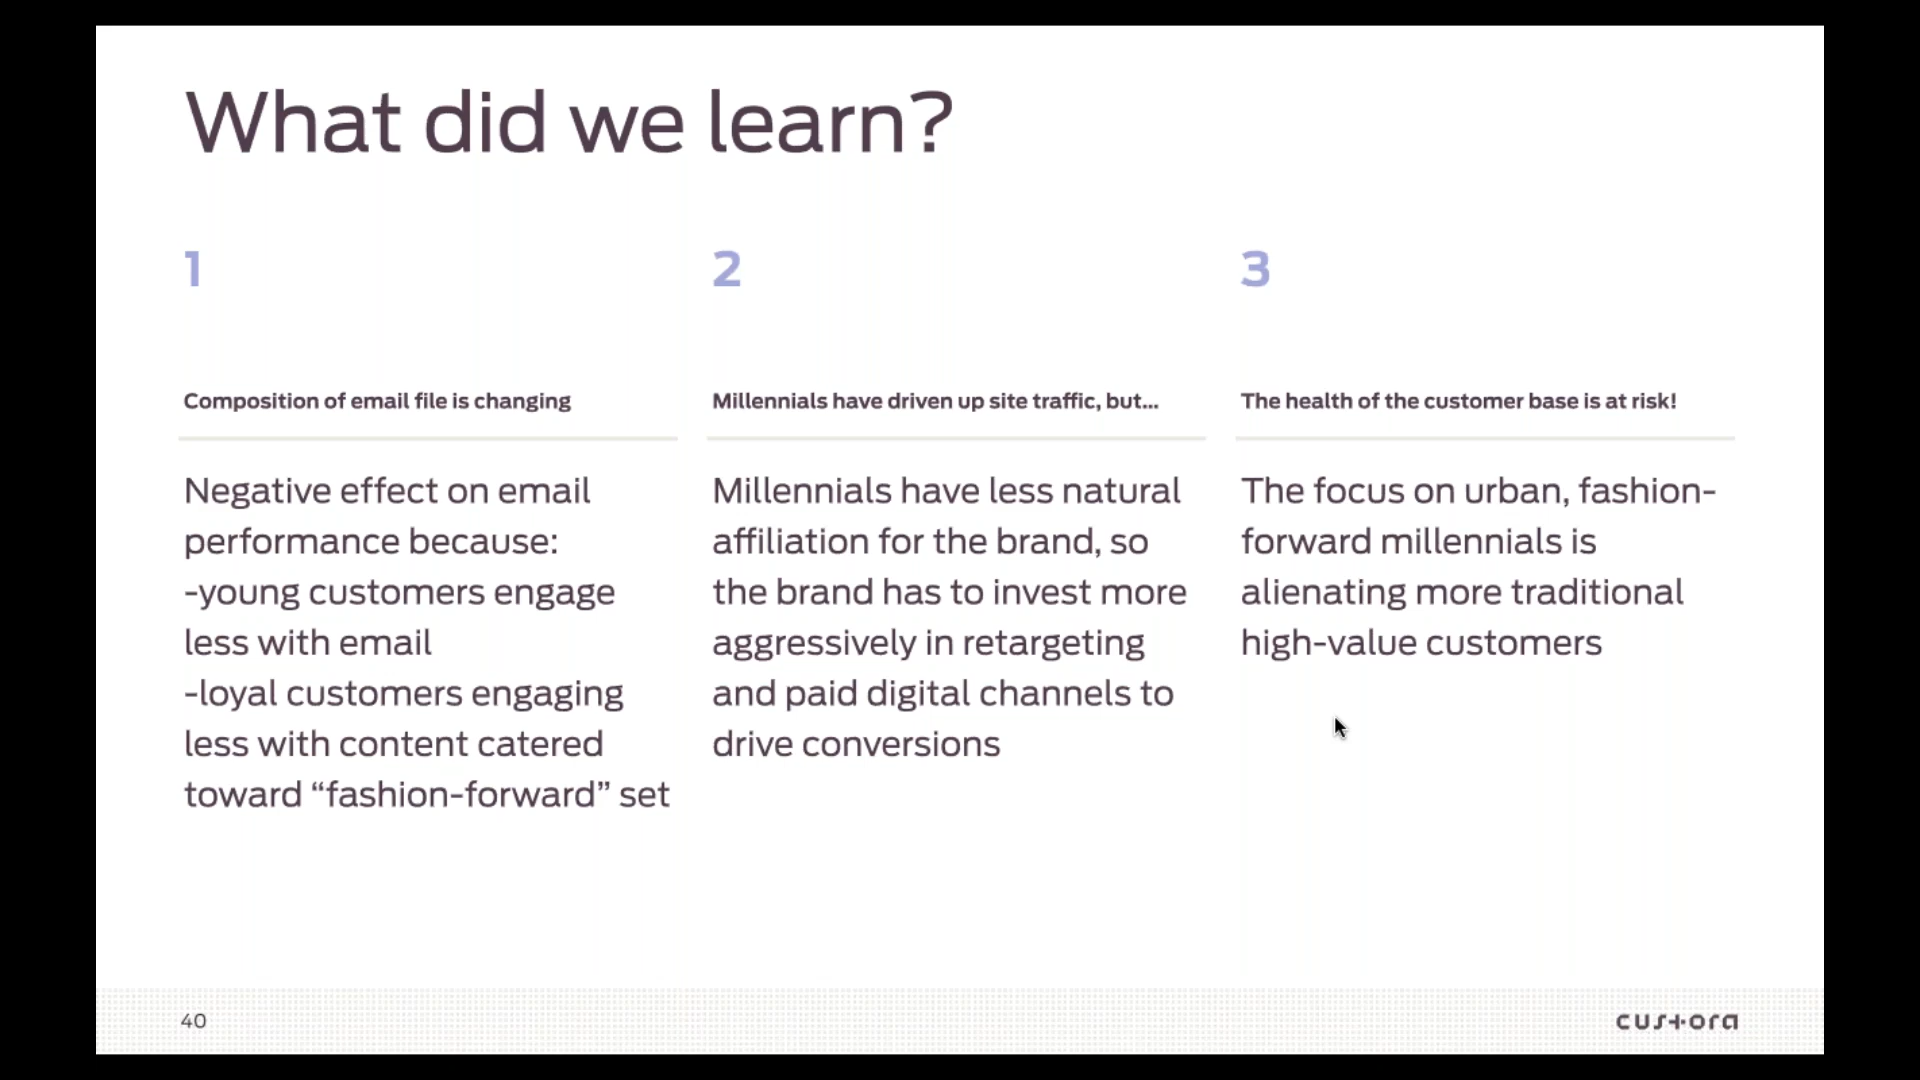 What did we learn?
1
Composition of email file is changing
Negative effect on email
performance because:
-young customers engage
less with email
-loyal customers engaging
less with content catered
toward “fashion-forward” set
2
Millennials have driven up site traffic, but...
Millennials have less natural
affiliation for the brand, so
the brand has to invest more
aggressively in retargeting
and paid digital channels to
drive conversions
3
The health of the customer base is at risk!
The focus on urban, fashion-
forward millennials is
alienating more traditional
high-value customers
40
custora